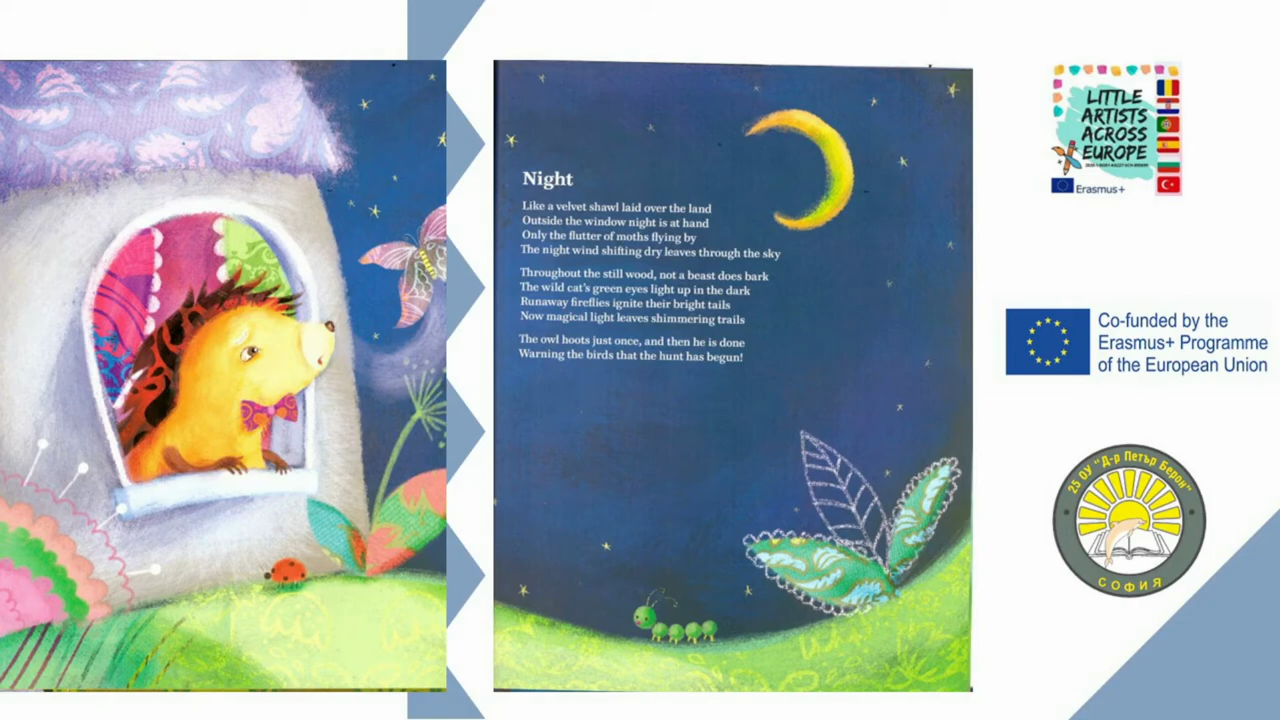 Night
Like a velvet shawl laid over the land
Outside the window night is at hand
Only the flutter of moths flying by
The night wind shifting dry leaves through the sky
Throughout the still wood, not a beast does bark
The wild cat's green eyes light up in the dark
Runaway fireflies ignite their bright tails
Now magical light leaves shimmering trails
The owl hoots just once, and then he is done
Warning the birds that the hunt has begun!
LITTLE
ARTISTS
ACROSS
EUROPE
Erasmus+
Co-funded by the
Erasmus+ Programme
of the European Union
25 ОУ "Д-р Петър Берон"
СОФИЯ